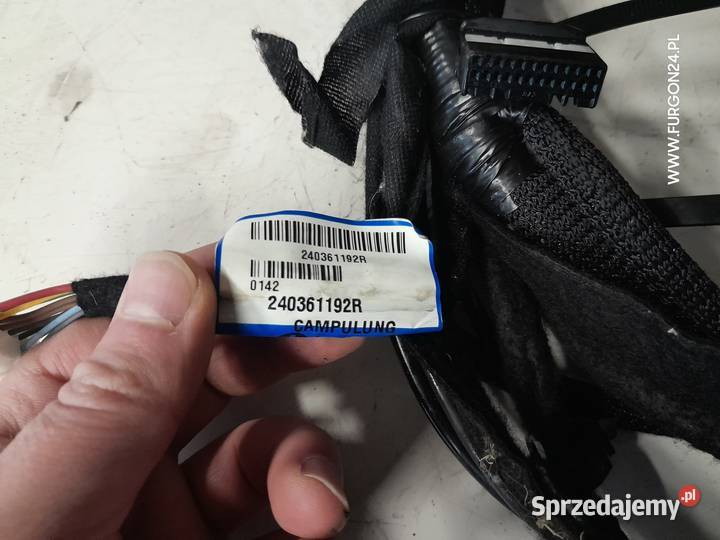 WWW.FURGON24.PL
240361192R
0142
240361192R
CAMPULUNG
Sprzedajemy.pl